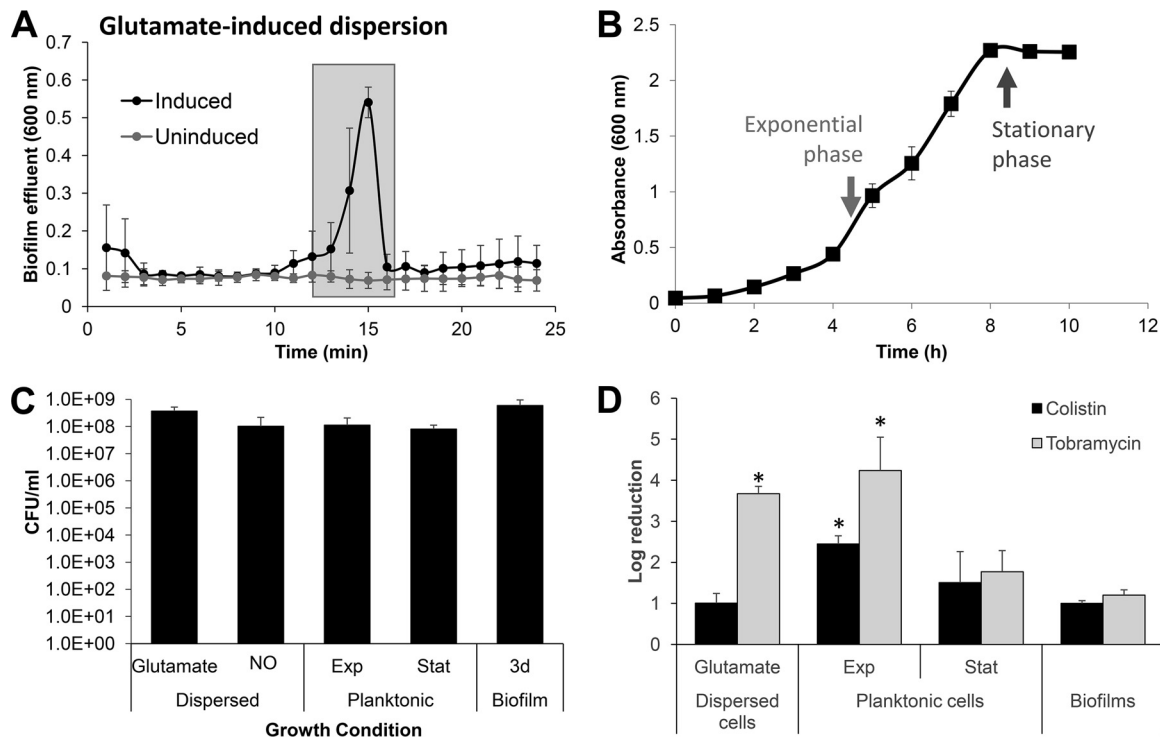 A Glutamate-induced dispersion
0.7
0.6
0.5
0.4
0.3
0.2
0.1
0
Biofilm effluent (600 nm)
Induced
Uninduced
0 5 10 15 20 25
Time (min)
B
2.5
2
1.5
1
0.5
0
Absorbance (600 nm)
Exponential
phase
Stationary
phase
0 2 4 6 8 10 12
Time (h)
C
1.0E+09
1.0E+08
1.0E+07
1.0E+06
1.0E+05
1.0E+04
1.0E+03
1.0E+02
1.0E+01
1.0E+00
CFU/ml
Glutamate NO Exp Stat 3d
Dispersed Planktonic Biofilm
Growth Condition
D
6
5
4
3
2
1
0
Log reduction
Colistin
Tobramycin
*
*
*
Glutamate Exp Stat
Dispersed
cells
Planktonic cells
Biofilms